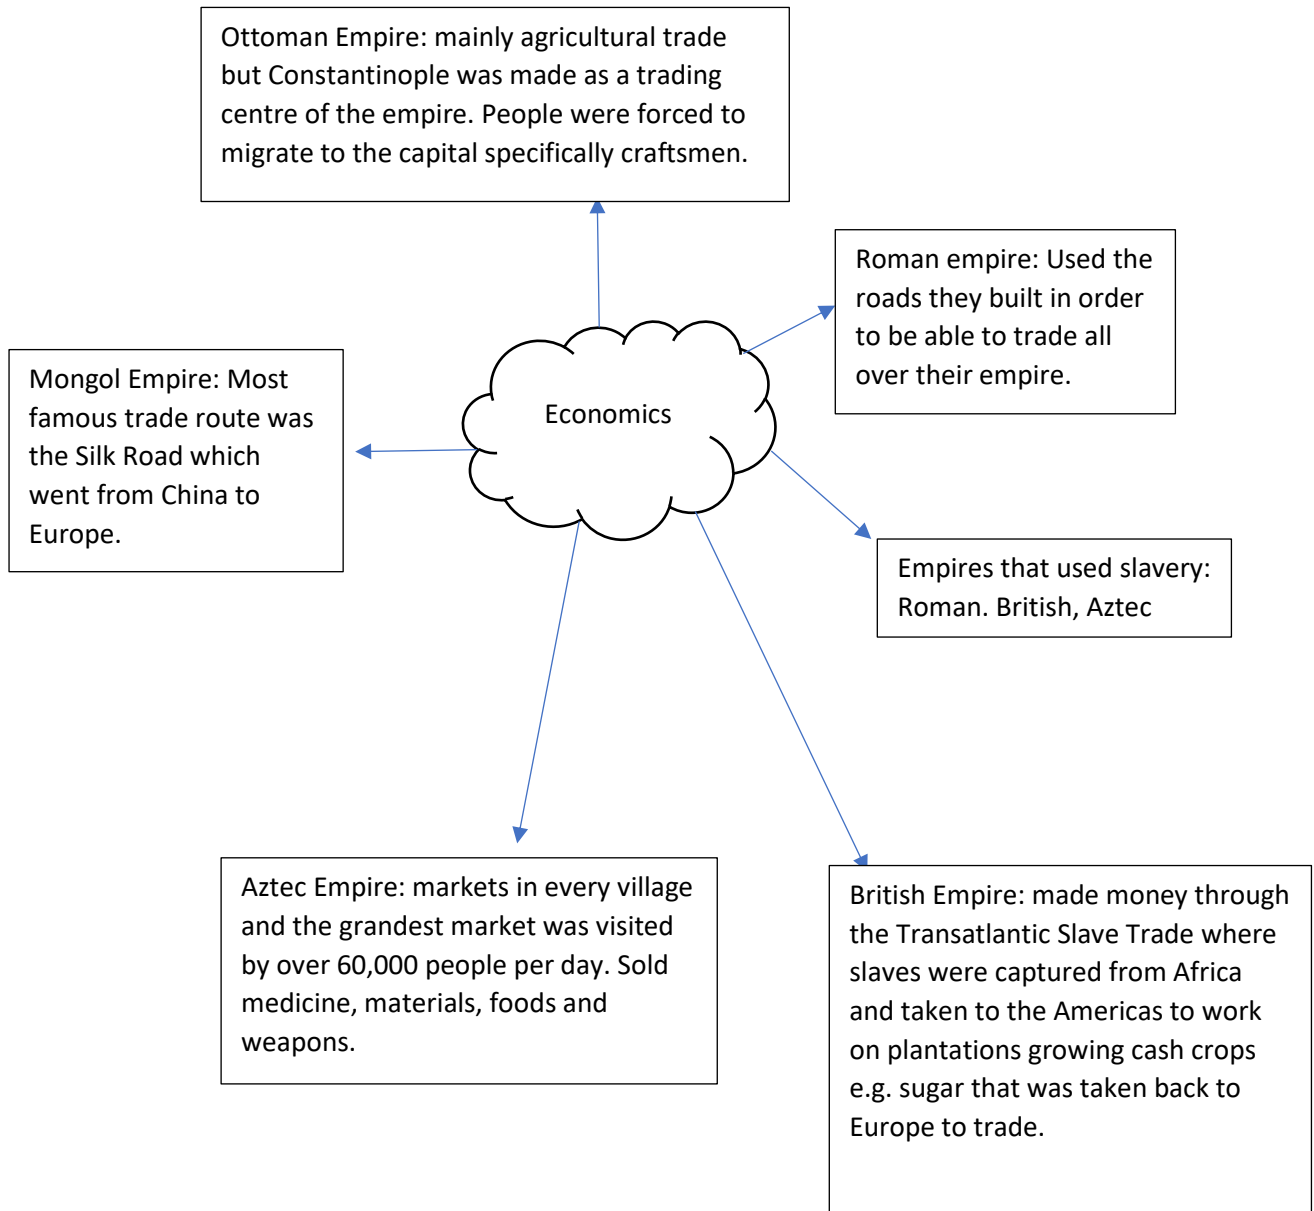 Ottoman Empire: mainly agricultural trade
but Constantinople was made as a trading
centre of the empire. People were forced to
migrate to the capital specifically craftsmen.
Roman empire: Used the
roads they built in order
to be able to trade all
over their empire.
Mongol Empire: Most
famous trade route was
the Silk Road which
went from China to
Europe.
Economics
Empires that used slavery:
Roman. British, Aztec
Aztec Empire: markets in every village
and the grandest market was visited
by over 60,000 people per day. Sold
medicine, materials, foods and
weapons.
British Empire: made money through
the Transatlantic Slave Trade where
slaves were captured from Africa
and taken to the Americas to work
on plantations growing cash crops
e.g. sugar that was taken back to
Europe to trade.